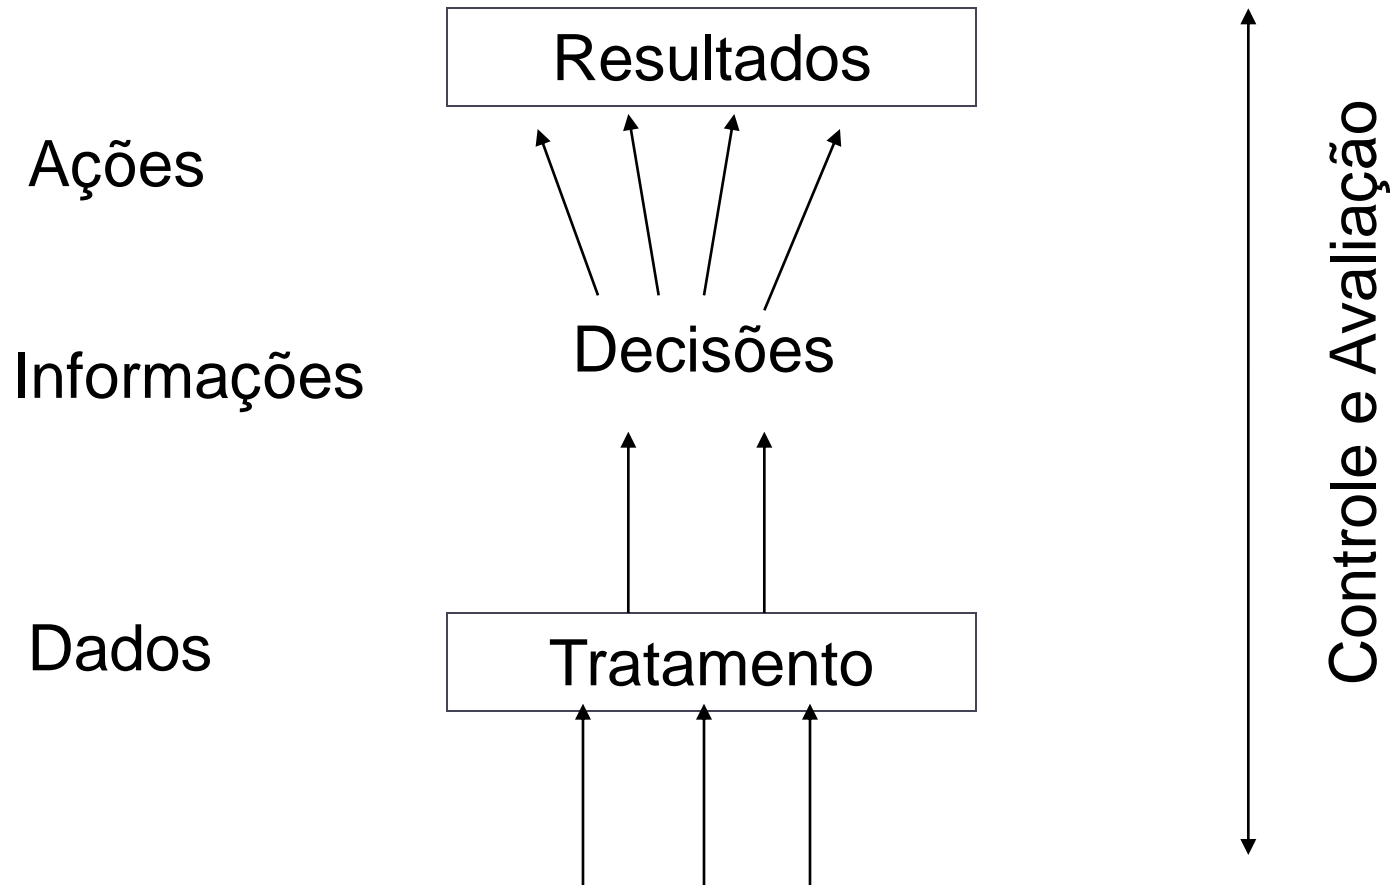 Resultados
Ações
Decisões
Informações
Dados
Tratamento
Controle e Avaliação